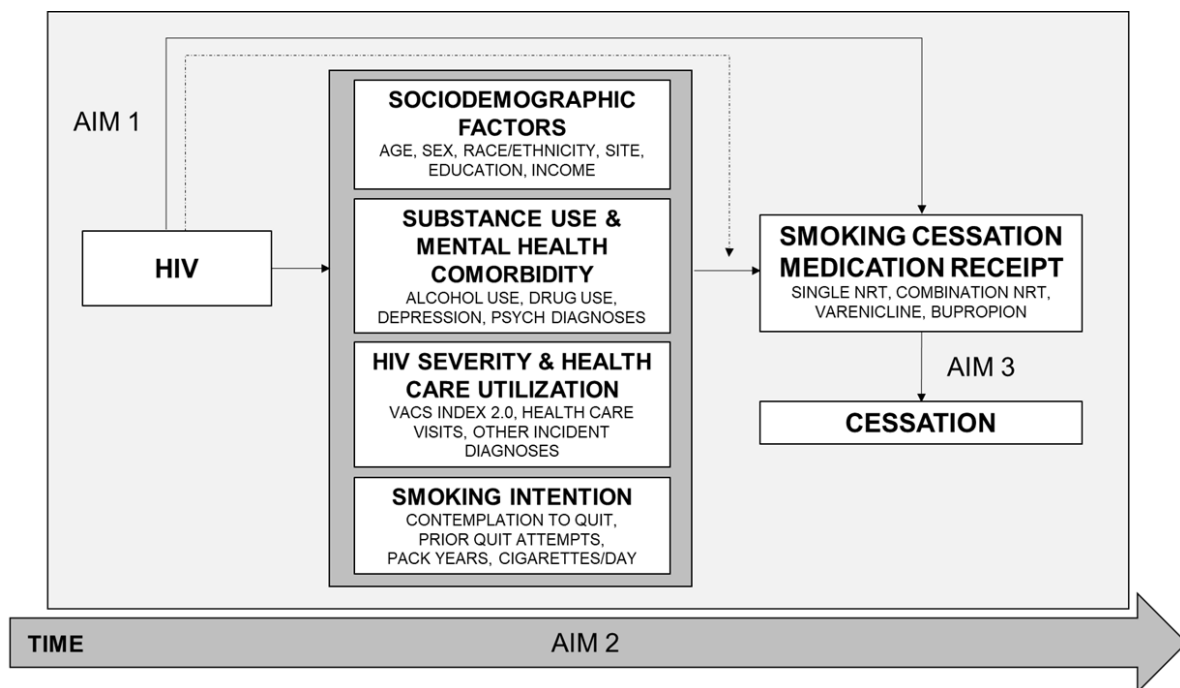 AIM 1
SOCIODEMOGRAPHIC
FACTORS
AGE, SEX, RACE/ETHNICITY, SITE,
EDUCATION, INCOME
HIV
SUBSTANCE USE &
MENTAL HEALTH
COMORBIDITY
ALCOHOL USE, DRUG USE,
DEPRESSION, PSYCH DIAGNOSES
HIV SEVERITY & HEALTH
CARE UTILIZATION
VACS INDEX 2.0, HEALTH CARE
VISITS, OTHER INCIDENT
DIAGNOSES
SMOKING INTENTION
CONTEMPLATION TO QUIT,
PRIOR QUIT ATTEMPTS,
PACK YEARS, CIGARETTES/DAY
SMOKING CESSATION
MEDICATION RECEIPT
SINGLE NRT, COMBINATION NRT,
VARENICLINE, BUPROPION
AIM 3
CESSATION
TIME
AIM 2